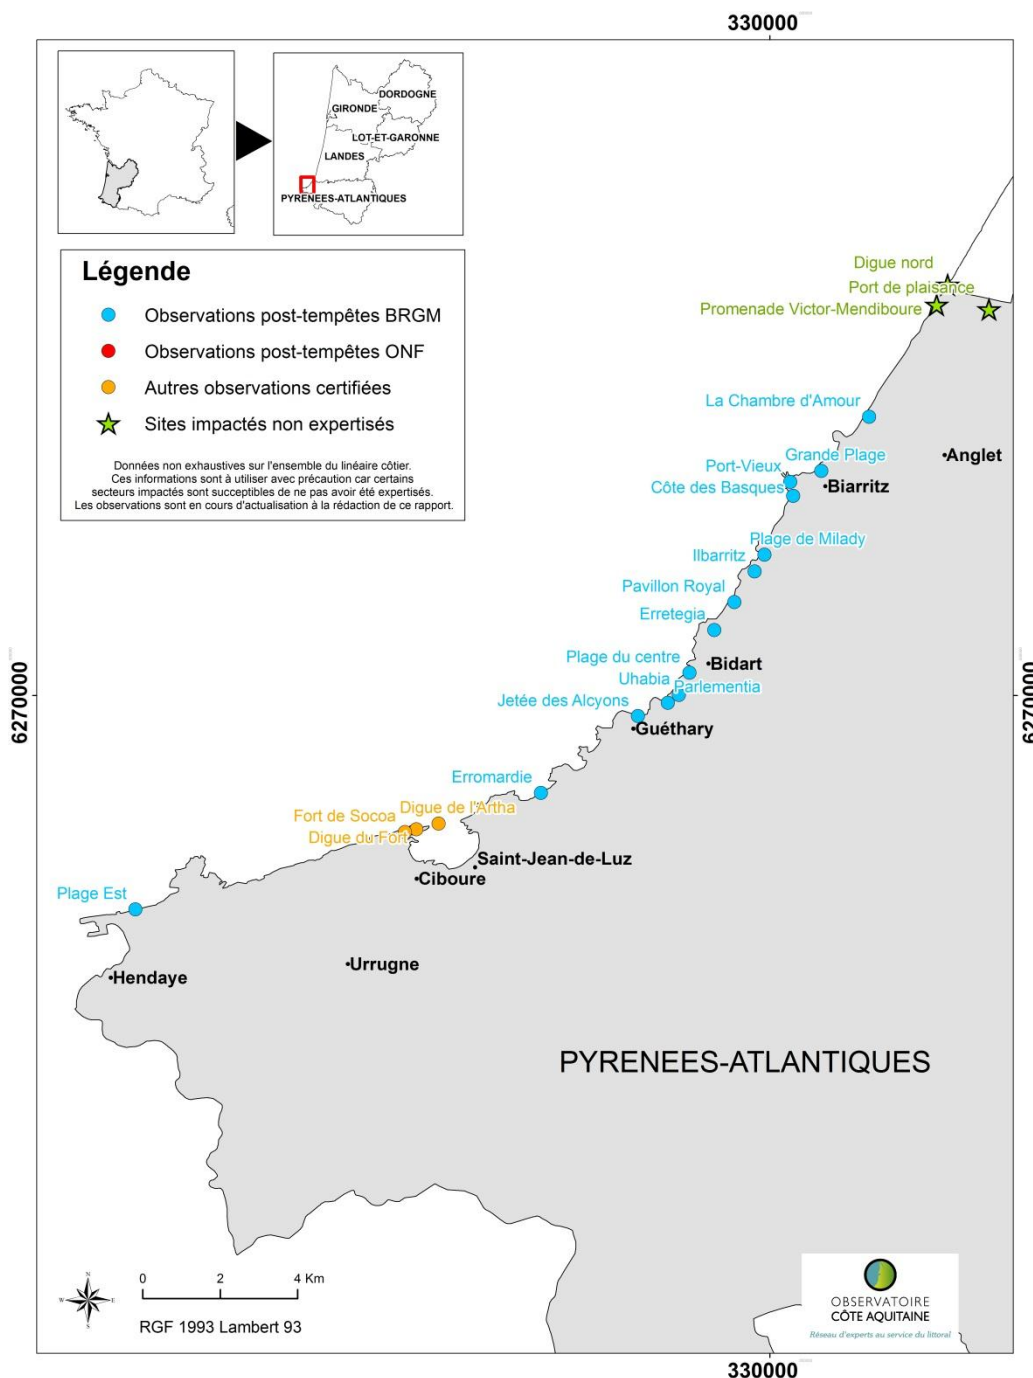 330000
DORDOGNE
GIRONDE
LOT-ET-GARONNE
LANDES
PYRENEES-ATLANTIQUES
Légende
Observations post-tempêtes BRGM
Observations post-tempêtes ONF
Autres observations certifiées
Sites impactés non expertisés
Données non exhaustives sur l'ensemble du linéaire côtier.
Ces informations sont à utiliser avec précaution car certains
secteurs impactés sont succeptibles de ne pas avoir été expertisés.
Les observations sont en cours d'actualisation à la rédaction de ce rapport.
Digue nord
Port de plaisance
Promenade Victor-Mendiboure
La Chambre d'Amour
Anglet
Grande Plage
Port-Vieux
Côte des Basques
Biarritz
Plage de Milady
Ilbarritz
Pavillon Royal
Erretegia
Plage du centre
Bidart
Uhabia
Parlementia
Jetée des Alcyons
Guéthary
6270000
6270000
Erromardie
Digue de l'Artha
Fort de Socoa
Digue du Fort
Saint-Jean-de-Luz
Ciboure
Plage Est
Urrugne
Hendaye
PYRENEES-ATLANTIQUES
N
W
E
S
0 2 4 Km
RGF 1993 Lambert 93
OBSERVATOIRE
CÔTE AQUITAINE
Réseau d'experts au service du littoral
330000